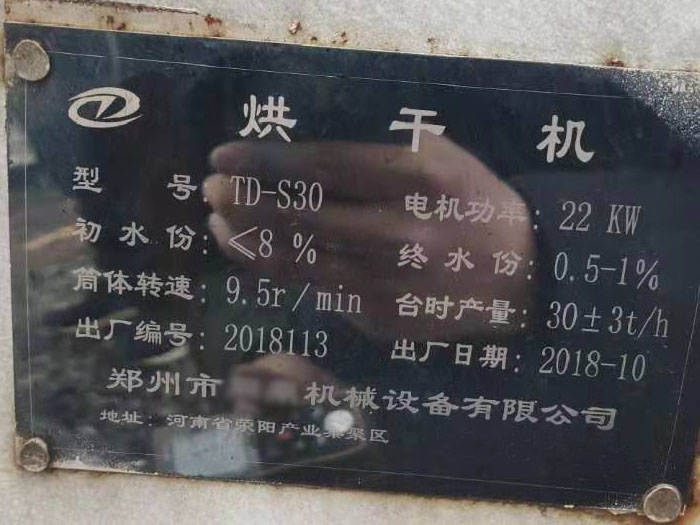 烘干机
型号：TD-S30 电机功率：22 KW
初水份：≤8 % 终水份：0.5-1%
筒体转速：9.5r/min 台时产量：30±3t/h
出厂编号：2018113 出厂日期：2018-10
郑州市 机械设备有限公司
地址：河南省荥阳产业集聚区